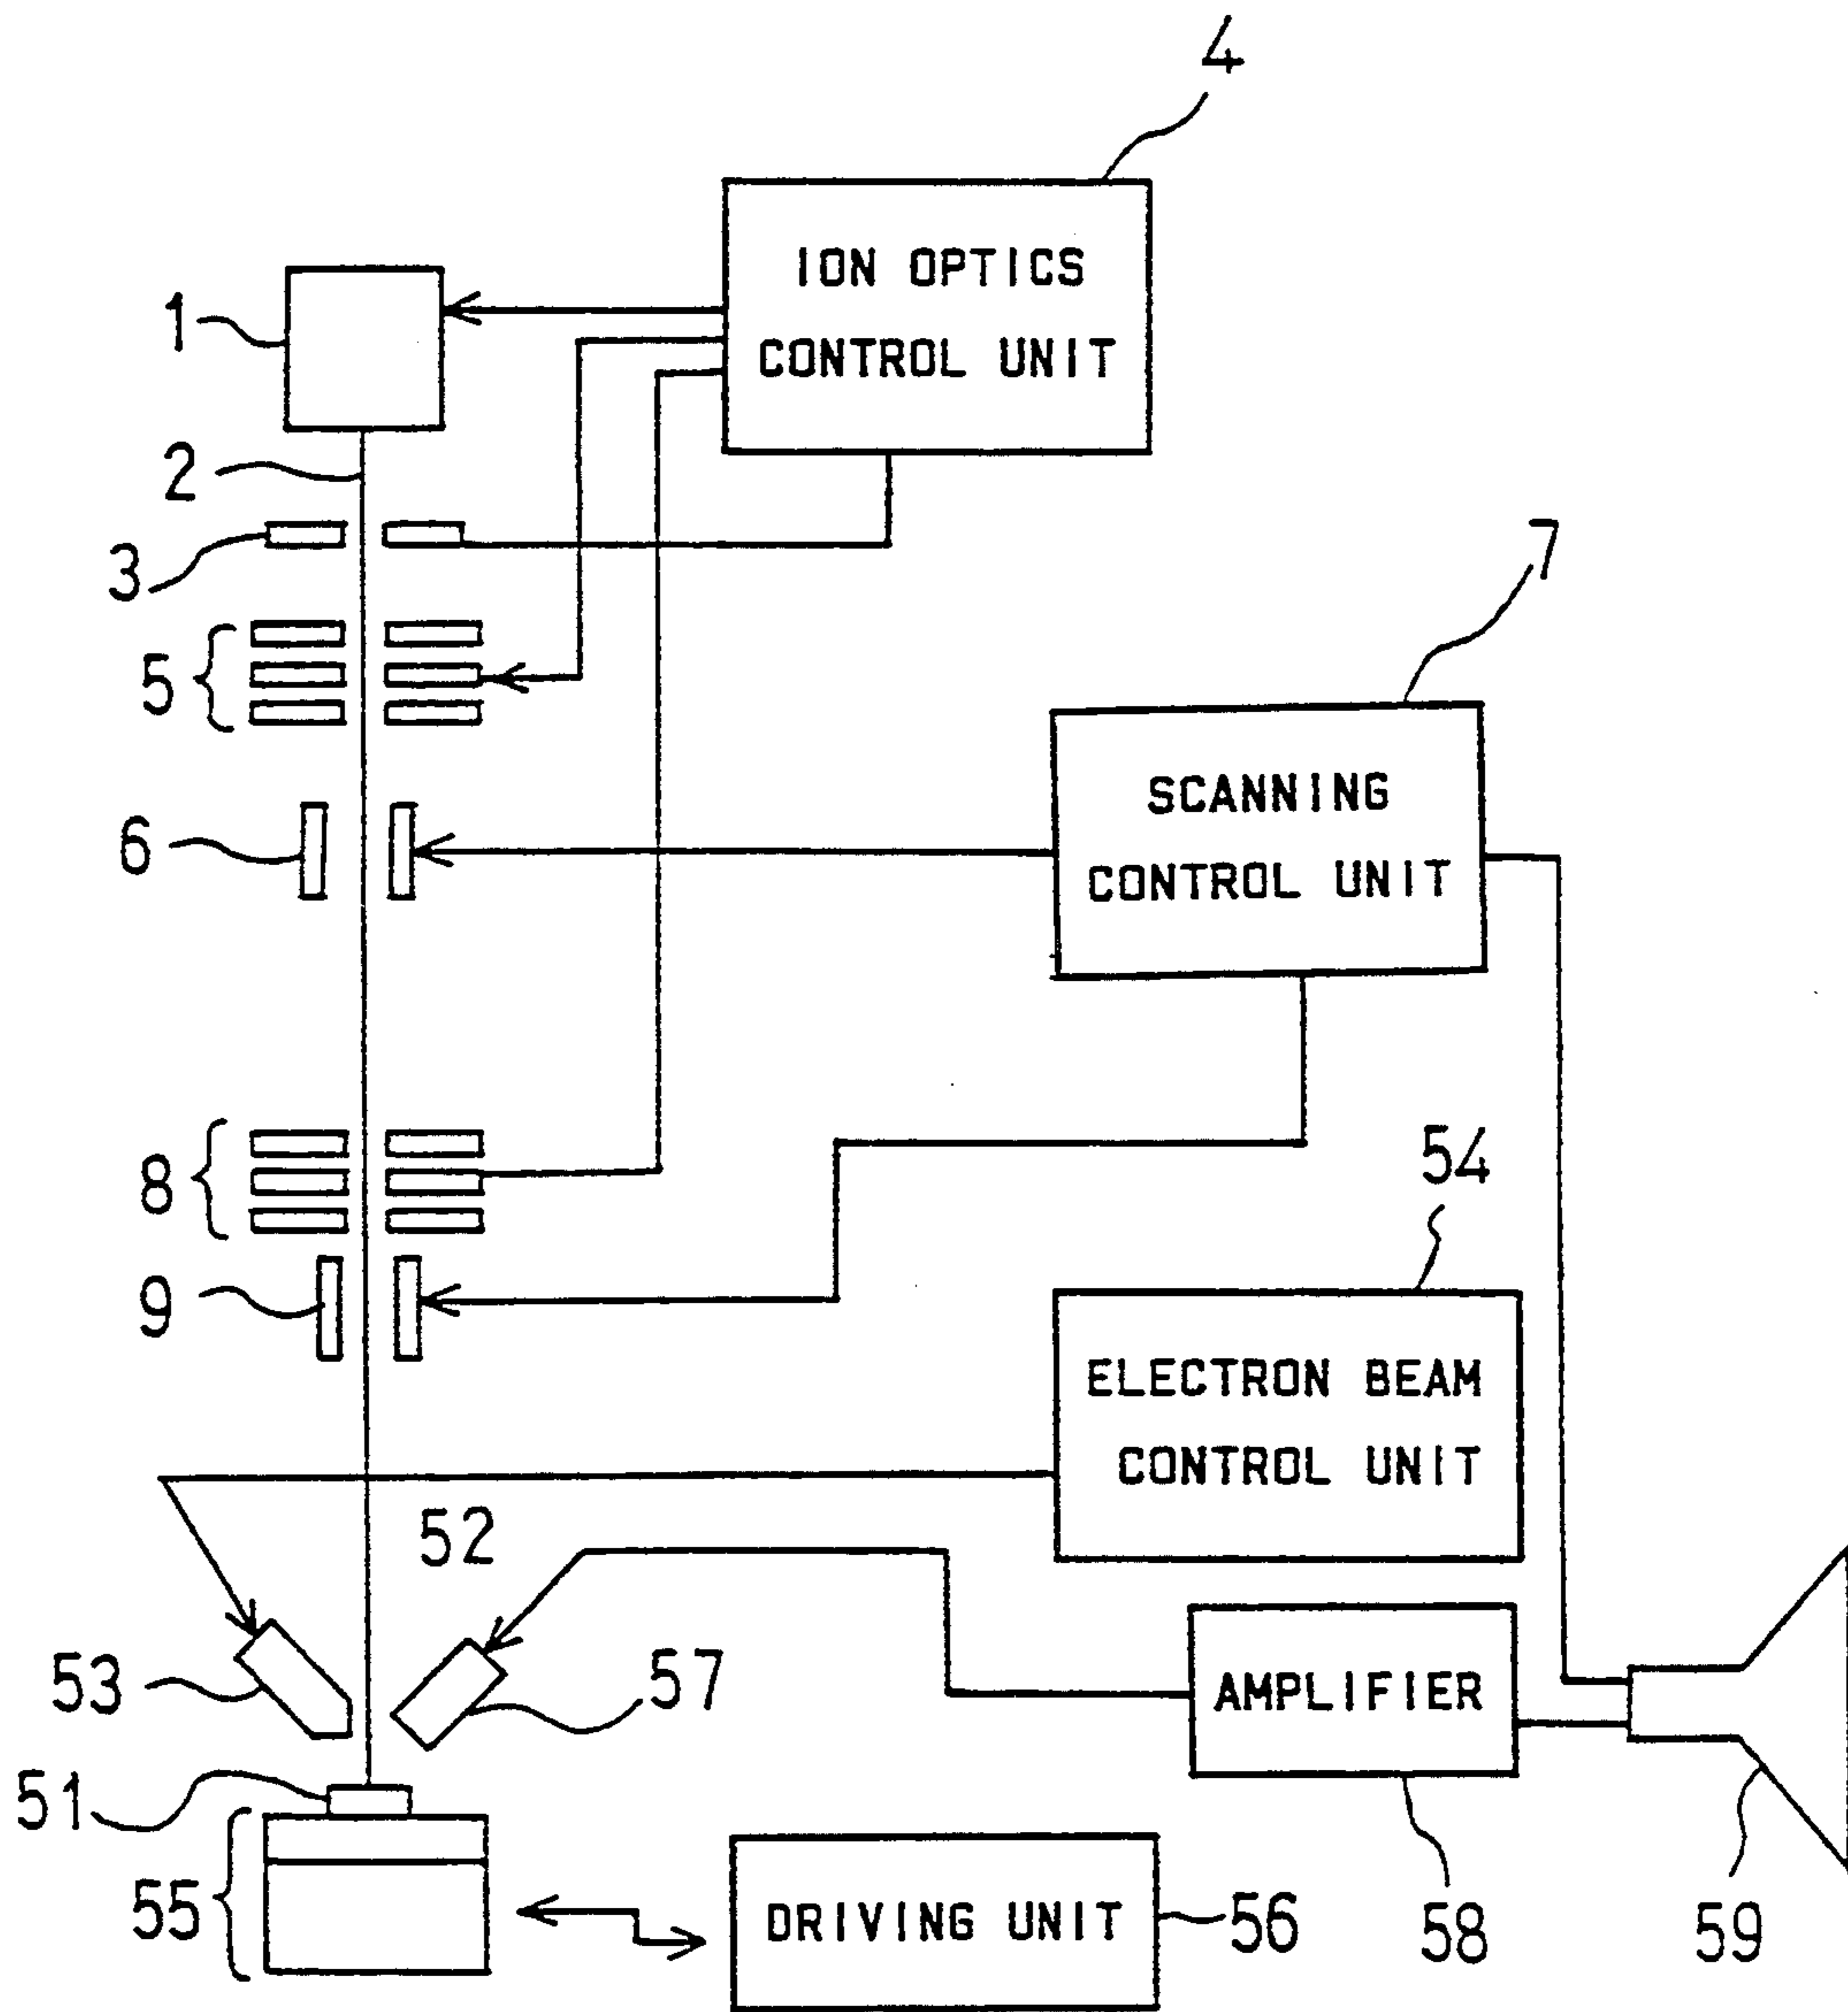 4
ION OPTICS
CONTROL UNIT
1
2
3
7
5
SCANNING
CONTROL UNIT
6
54
8
9
ELECTRON BEAM
CONTROL UNIT
52
53
57
AMPLIFIER
51
55
DRIVING UNIT
56
58
59